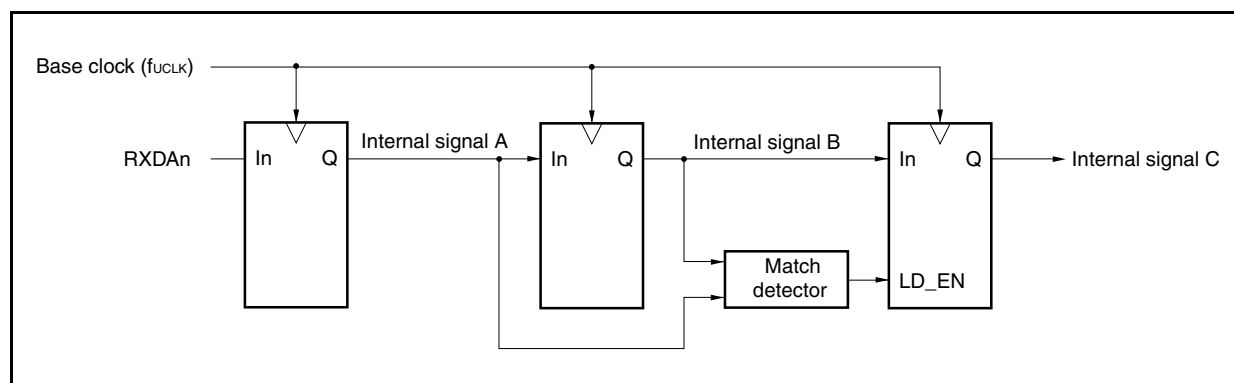 Base clock (fUCLK)
RXDAn
In
Q
Internal signal A
In
Q
Internal signal B
In
Q
Internal signal C
Match
detector
LD_EN